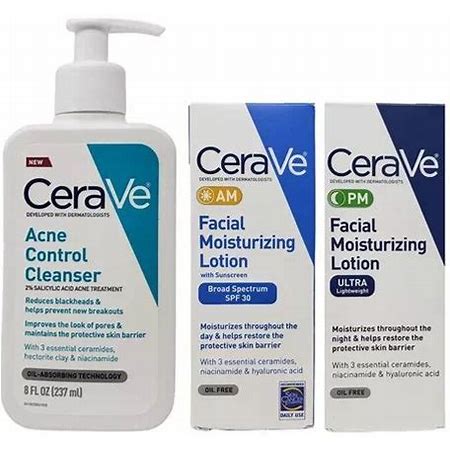 NEW
CeraVe®
DEVELOPED WITH DERMATOLOGISTS
Acne
Control
Cleanser
2% SALICYLIC ACID ACNE TREATMENT
Reduces blackheads &
helps prevent new breakouts
Improves the look of pores &
maintains the protective skin barrier
With 3 essential ceramides,
hectorite clay & niacinamide
OIL-ABSORBING TECHNOLOGY
8 FL OZ (237 ml)
CeraVe®
DEVELOPED WITH DERMATOLOGISTS
AM
Facial
Moisturizing
Lotion
with Sunscreen
Broad Spectrum
SPF 30
Moisturizes throughout the
day & helps restore the
protective skin barrier
With 3 essential ceramides,
niacinamide & hyaluronic acid
OIL FREE
SKIN CANCER
DAILY USE
CeraVe®
DEVELOPED WITH DERMATOLOGISTS
PM
Facial
Moisturizing
Lotion
ULTRA
Lightweight
Moisturizes throughout the
night & helps restore the
protective skin barrier
With 3 essential ceramides,
niacinamide & hyaluronic acid
OIL FREE